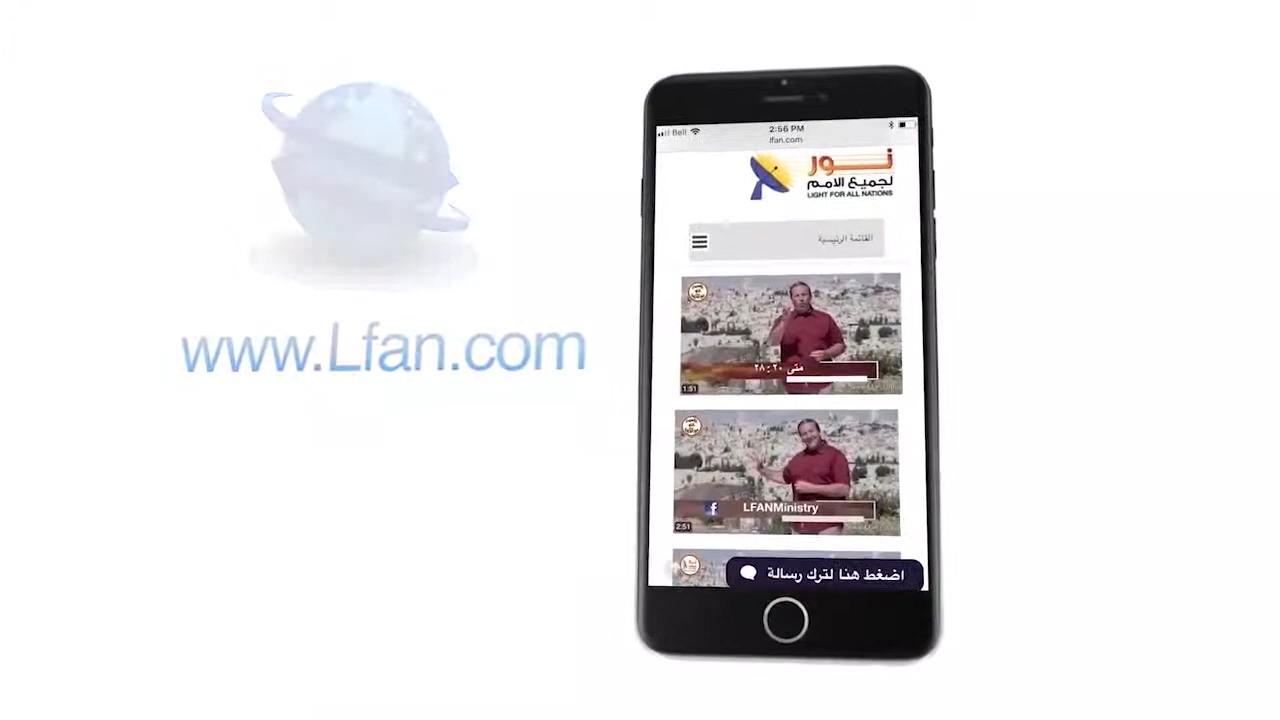 www.Lfan.com
Bell
2:56 PM
lfan.com
نور
لجميع الامم
LIGHT FOR ALL NATIONS
القائمة الرئيسية
متى ٢٠ : ٢٨
1:51
LFANMinistry
2:51
اضغط هنا لترك رسالة